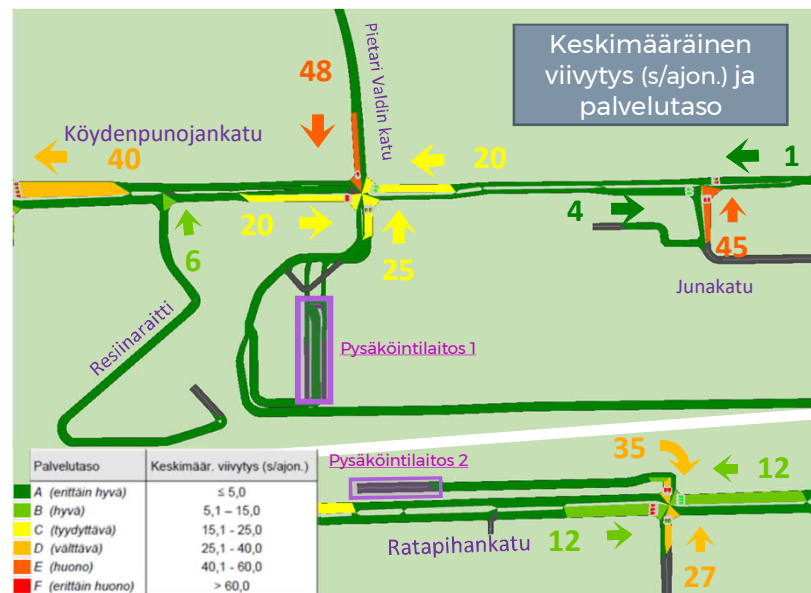 Keskimääräinen
viivytys (s/ajon.) ja
palvelutaso
48
Pietari Valdin katu
Köydenpunojankatu
40
20
1
20
4
6
25
45
Junakatu
Resiinaraitti
Pysäköintilaitos 1
Pysäköintilaitos 2
35
12
12
Ratapihankatu
27
Palvelutaso Keskimäär. viivytys (s/ajon.)
A (erittäin hyvä) ≤ 5,0
B (hyvä) 5,1 – 15,0
C (tyydyttävä) 15,1 - 25,0
D (välttävä) 25,1 - 40,0
E (huono) 40,1 - 60,0
F (erittäin huono) > 60,0